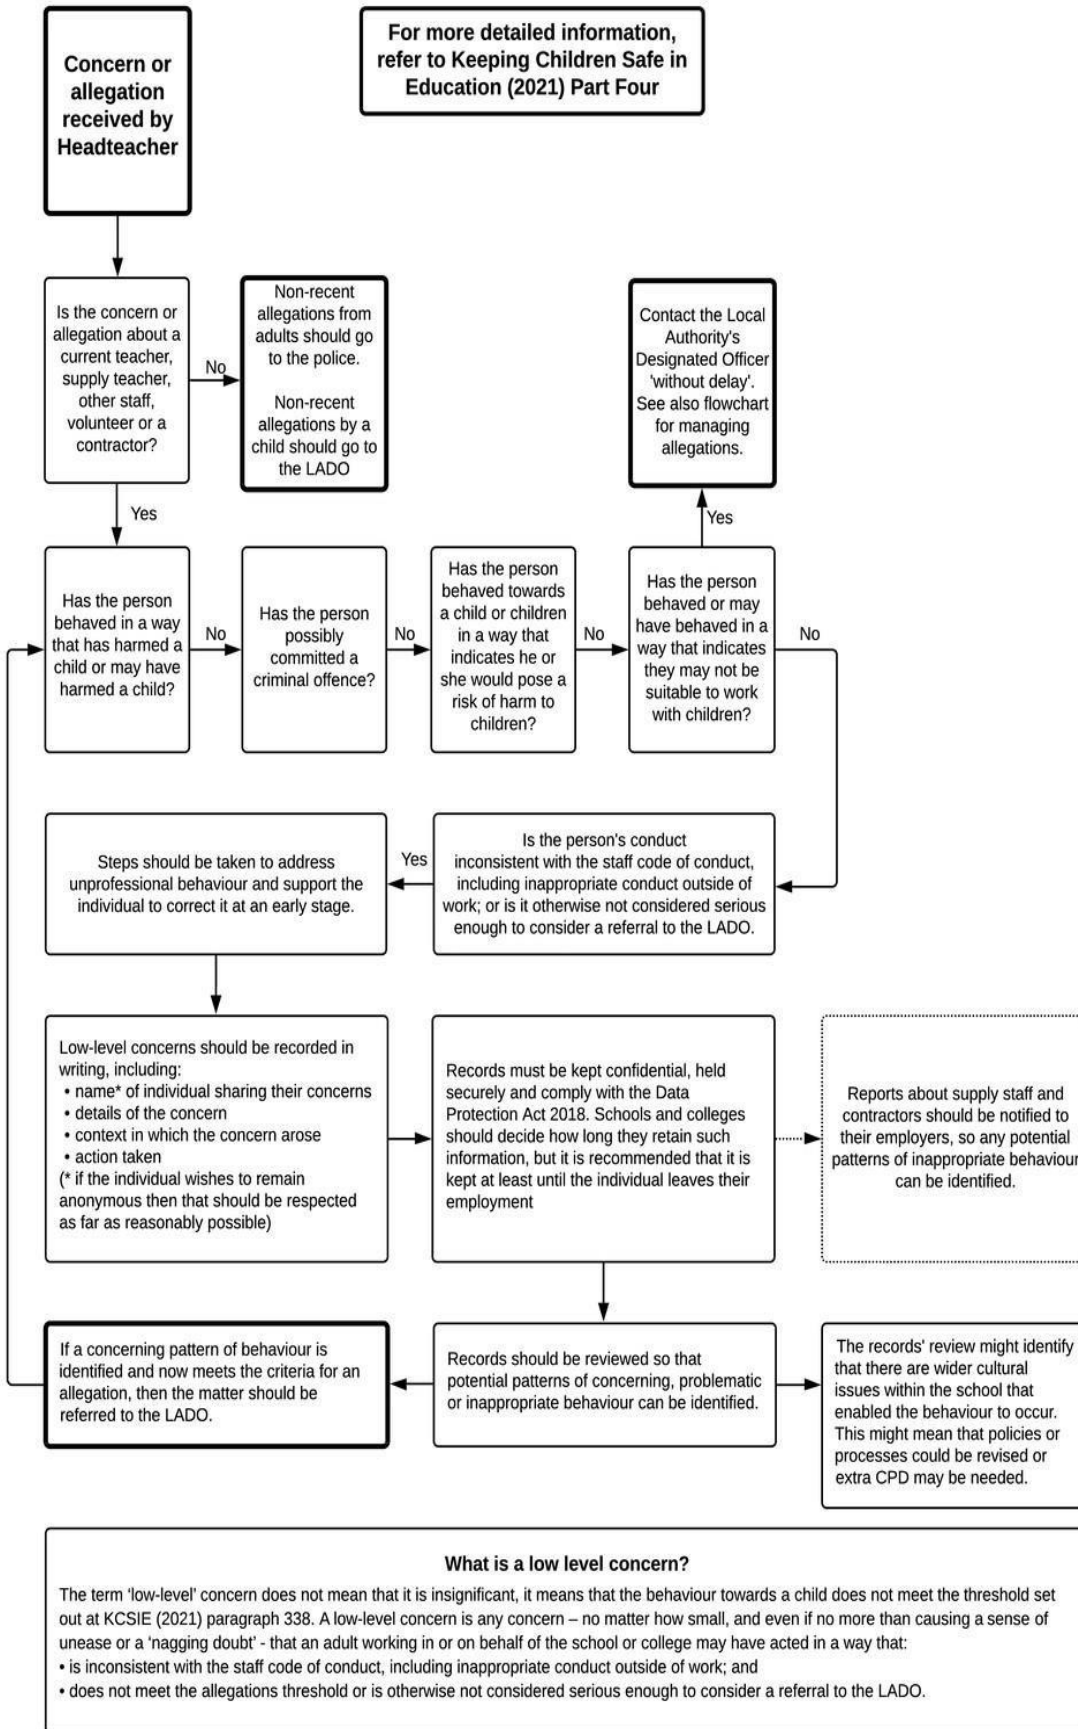 Concern or
allegation
received by
Headteacher
For more detailed information,
refer to Keeping Children Safe in
Education (2021) Part Four
Is the concern or
allegation about a
current teacher,
supply teacher,
other staff,
volunteer or a
contractor?
No
Non-recent
allegations from
adults should go
to the police.
Non-recent
allegations by a
child should go to
the LADO
Contact the Local
Authority's
Designated Officer
'without delay'.
See also flowchart
for managing
allegations.
Yes
Yes
Has the person
behaved in a way
that has harmed a
child or may have
harmed a child?
No
Has the person
possibly
committed a
criminal offence?
No
Has the person
behaved towards
a child or children
in a way that
indicates he or
she would pose a
risk of harm to
children?
No
Has the person
behaved or may
have behaved in a
way that indicates
they may not be
suitable to work
with children?
No
Steps should be taken to address
unprofessional behaviour and support the
individual to correct it at an early stage.
Yes
Is the person's conduct
inconsistent with the staff code of conduct,
including inappropriate conduct outside of
work; or is it otherwise not considered serious
enough to consider a referral to the LADO.
Low-level concerns should be recorded in
writing, including:
• name* of individual sharing their concerns
• details of the concern
• context in which the concern arose
• action taken
(* if the individual wishes to remain
anonymous then that should be respected
as far as reasonably possible)
Records must be kept confidential, held
securely and comply with the Data
Protection Act 2018. Schools and colleges
should decide how long they retain such
information, but it is recommended that it is
kept at least until the individual leaves their
employment
Reports about supply staff and
contractors should be notified to
their employers, so any potential
patterns of inappropriate behaviour
can be identified.
If a concerning pattern of behaviour is
identified and now meets the criteria for an
allegation, then the matter should be
referred to the LADO.
Records should be reviewed so that
potential patterns of concerning, problematic
or inappropriate behaviour can be identified.
The records' review might identify
that there are wider cultural
issues within the school that
enabled the behaviour to occur.
This might mean that policies or
processes could be revised or
extra CPD may be needed.
What is a low level concern?
The term ‘low-level’ concern does not mean that it is insignificant, it means that the behaviour towards a child does not meet the threshold set
out at KCSIE (2021) paragraph 338. A low-level concern is any concern – no matter how small, and even if no more than causing a sense of
unease or a ‘nagging doubt’ - that an adult working in or on behalf of the school or college may have acted in a way that:
• is inconsistent with the staff code of conduct, including inappropriate conduct outside of work; and
• does not meet the allegations threshold or is otherwise not considered serious enough to consider a referral to the LADO.